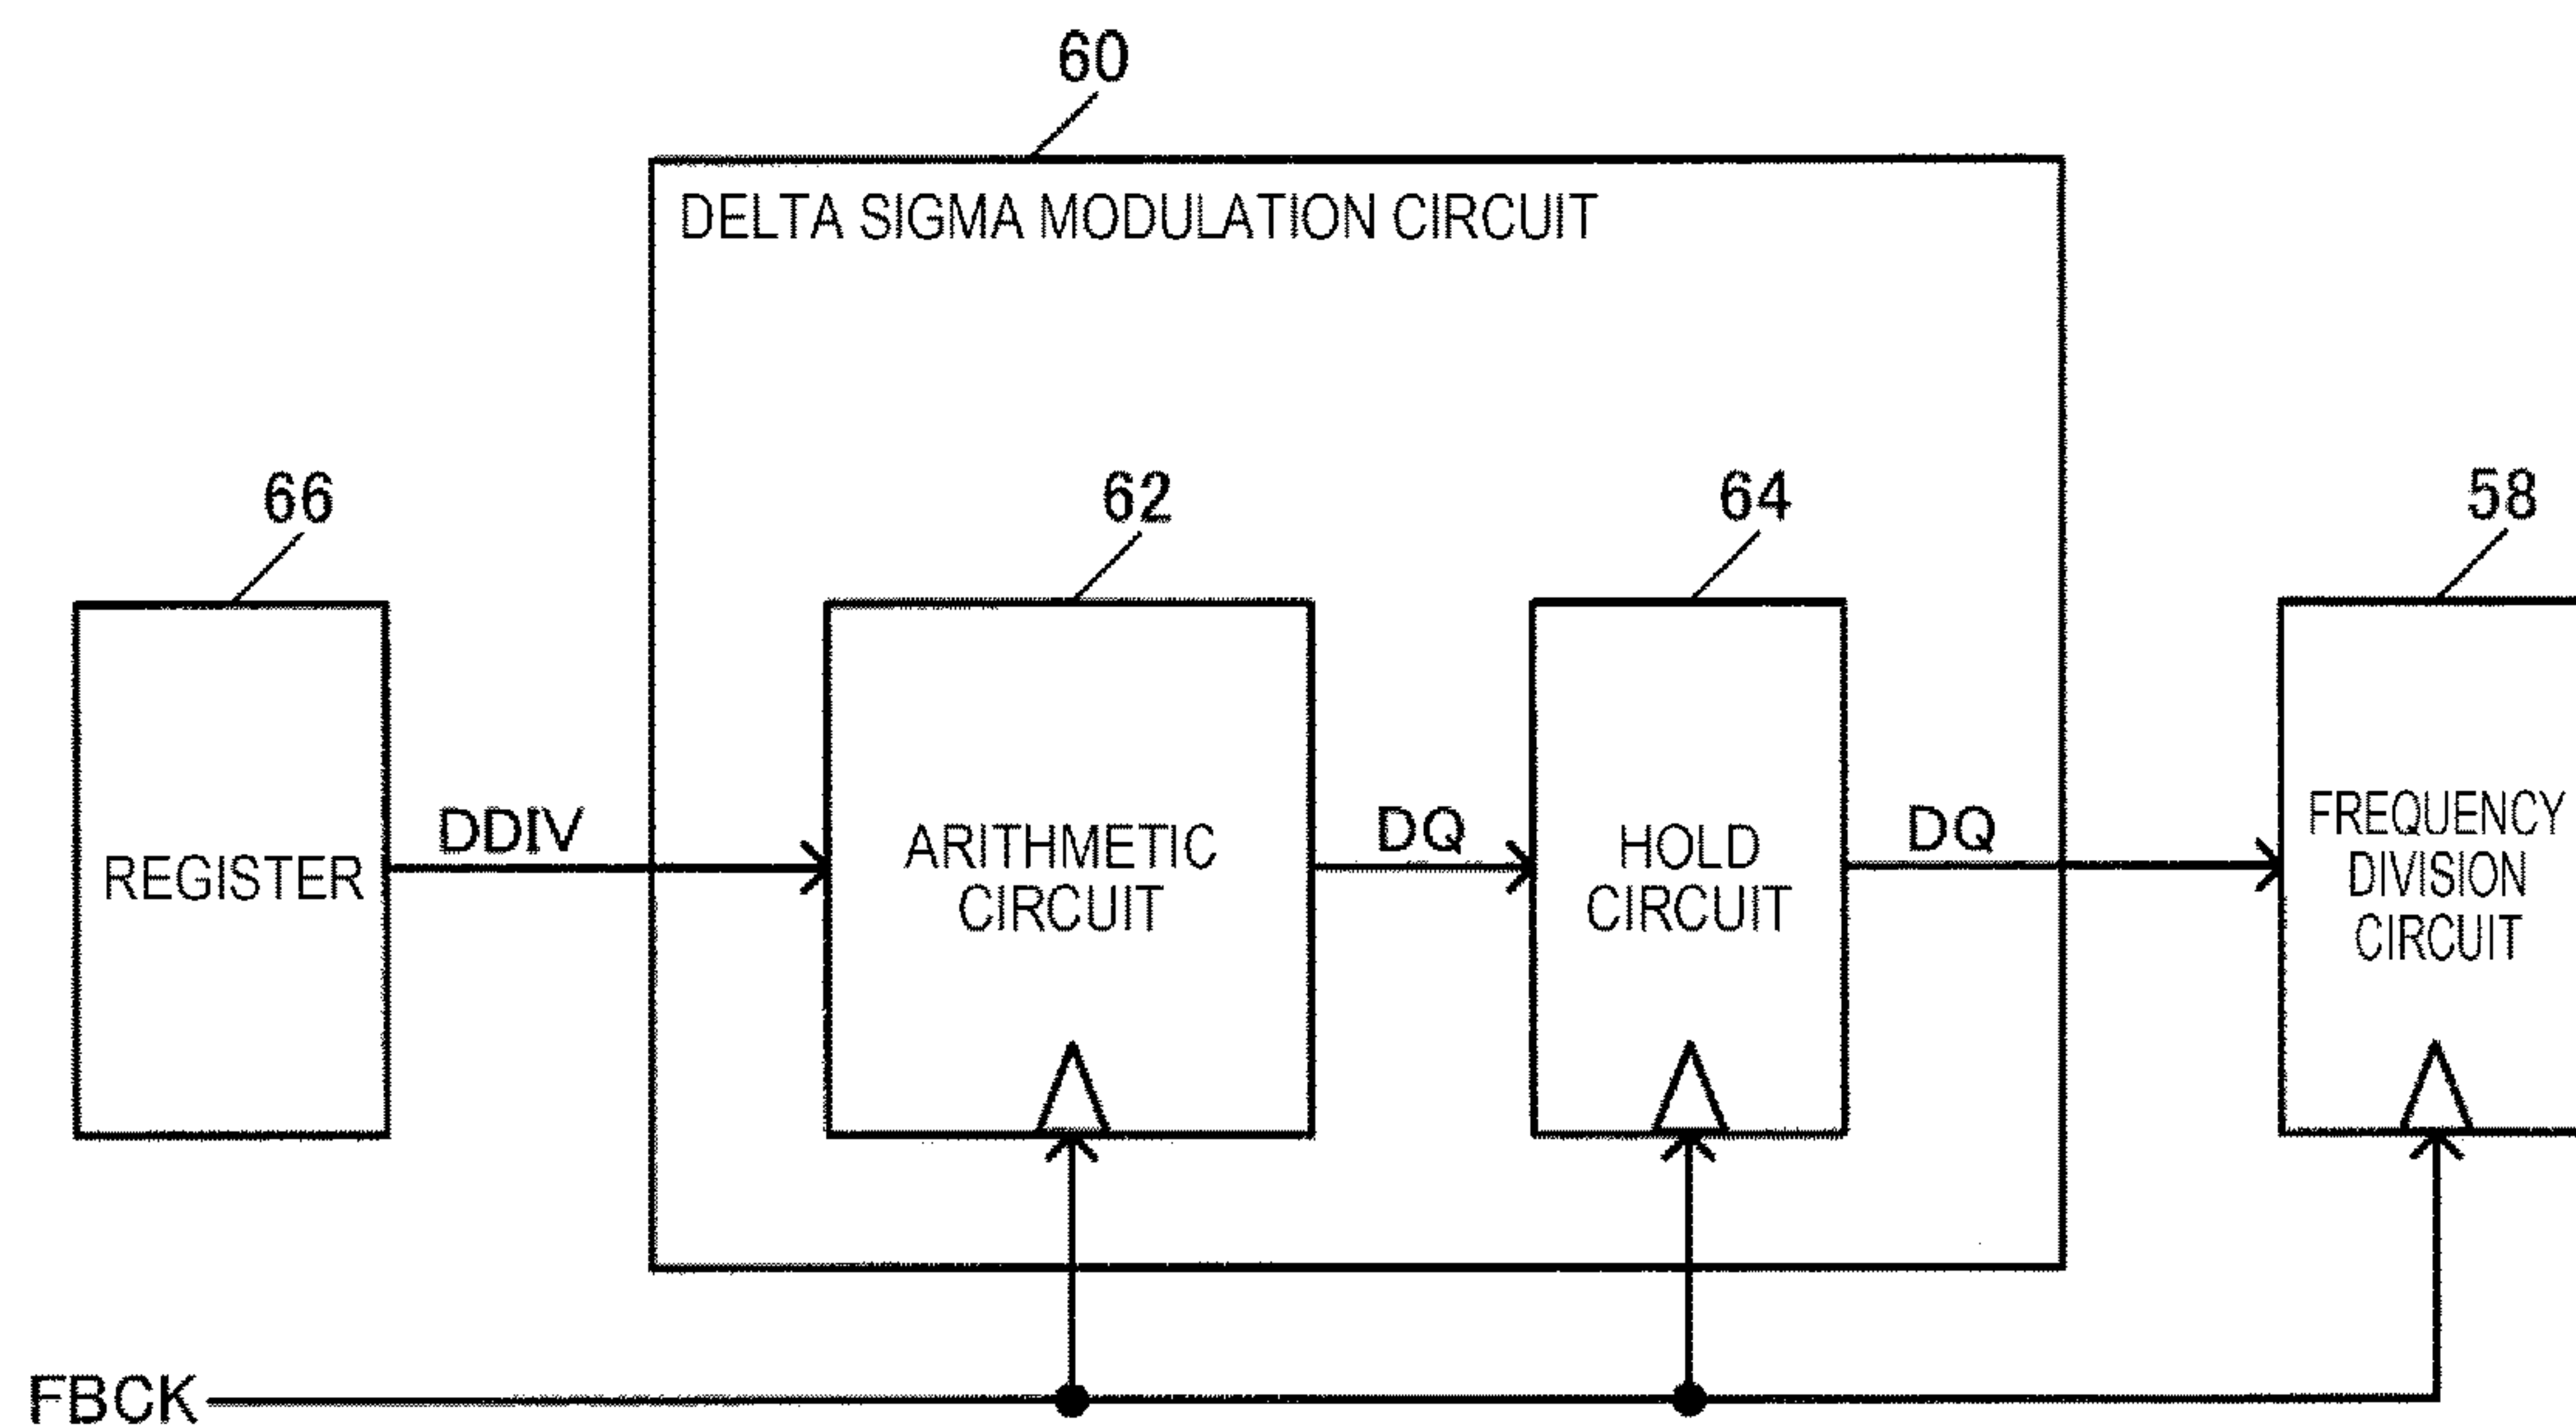 60
DELTA SIGMA MODULATION CIRCUIT
66
62
64
58
REGISTER
DDIV
ARITHMETIC
CIRCUIT
DQ
HOLD
CIRCUIT
DQ
FREQUENCY
DIVISION
CIRCUIT
FBCK